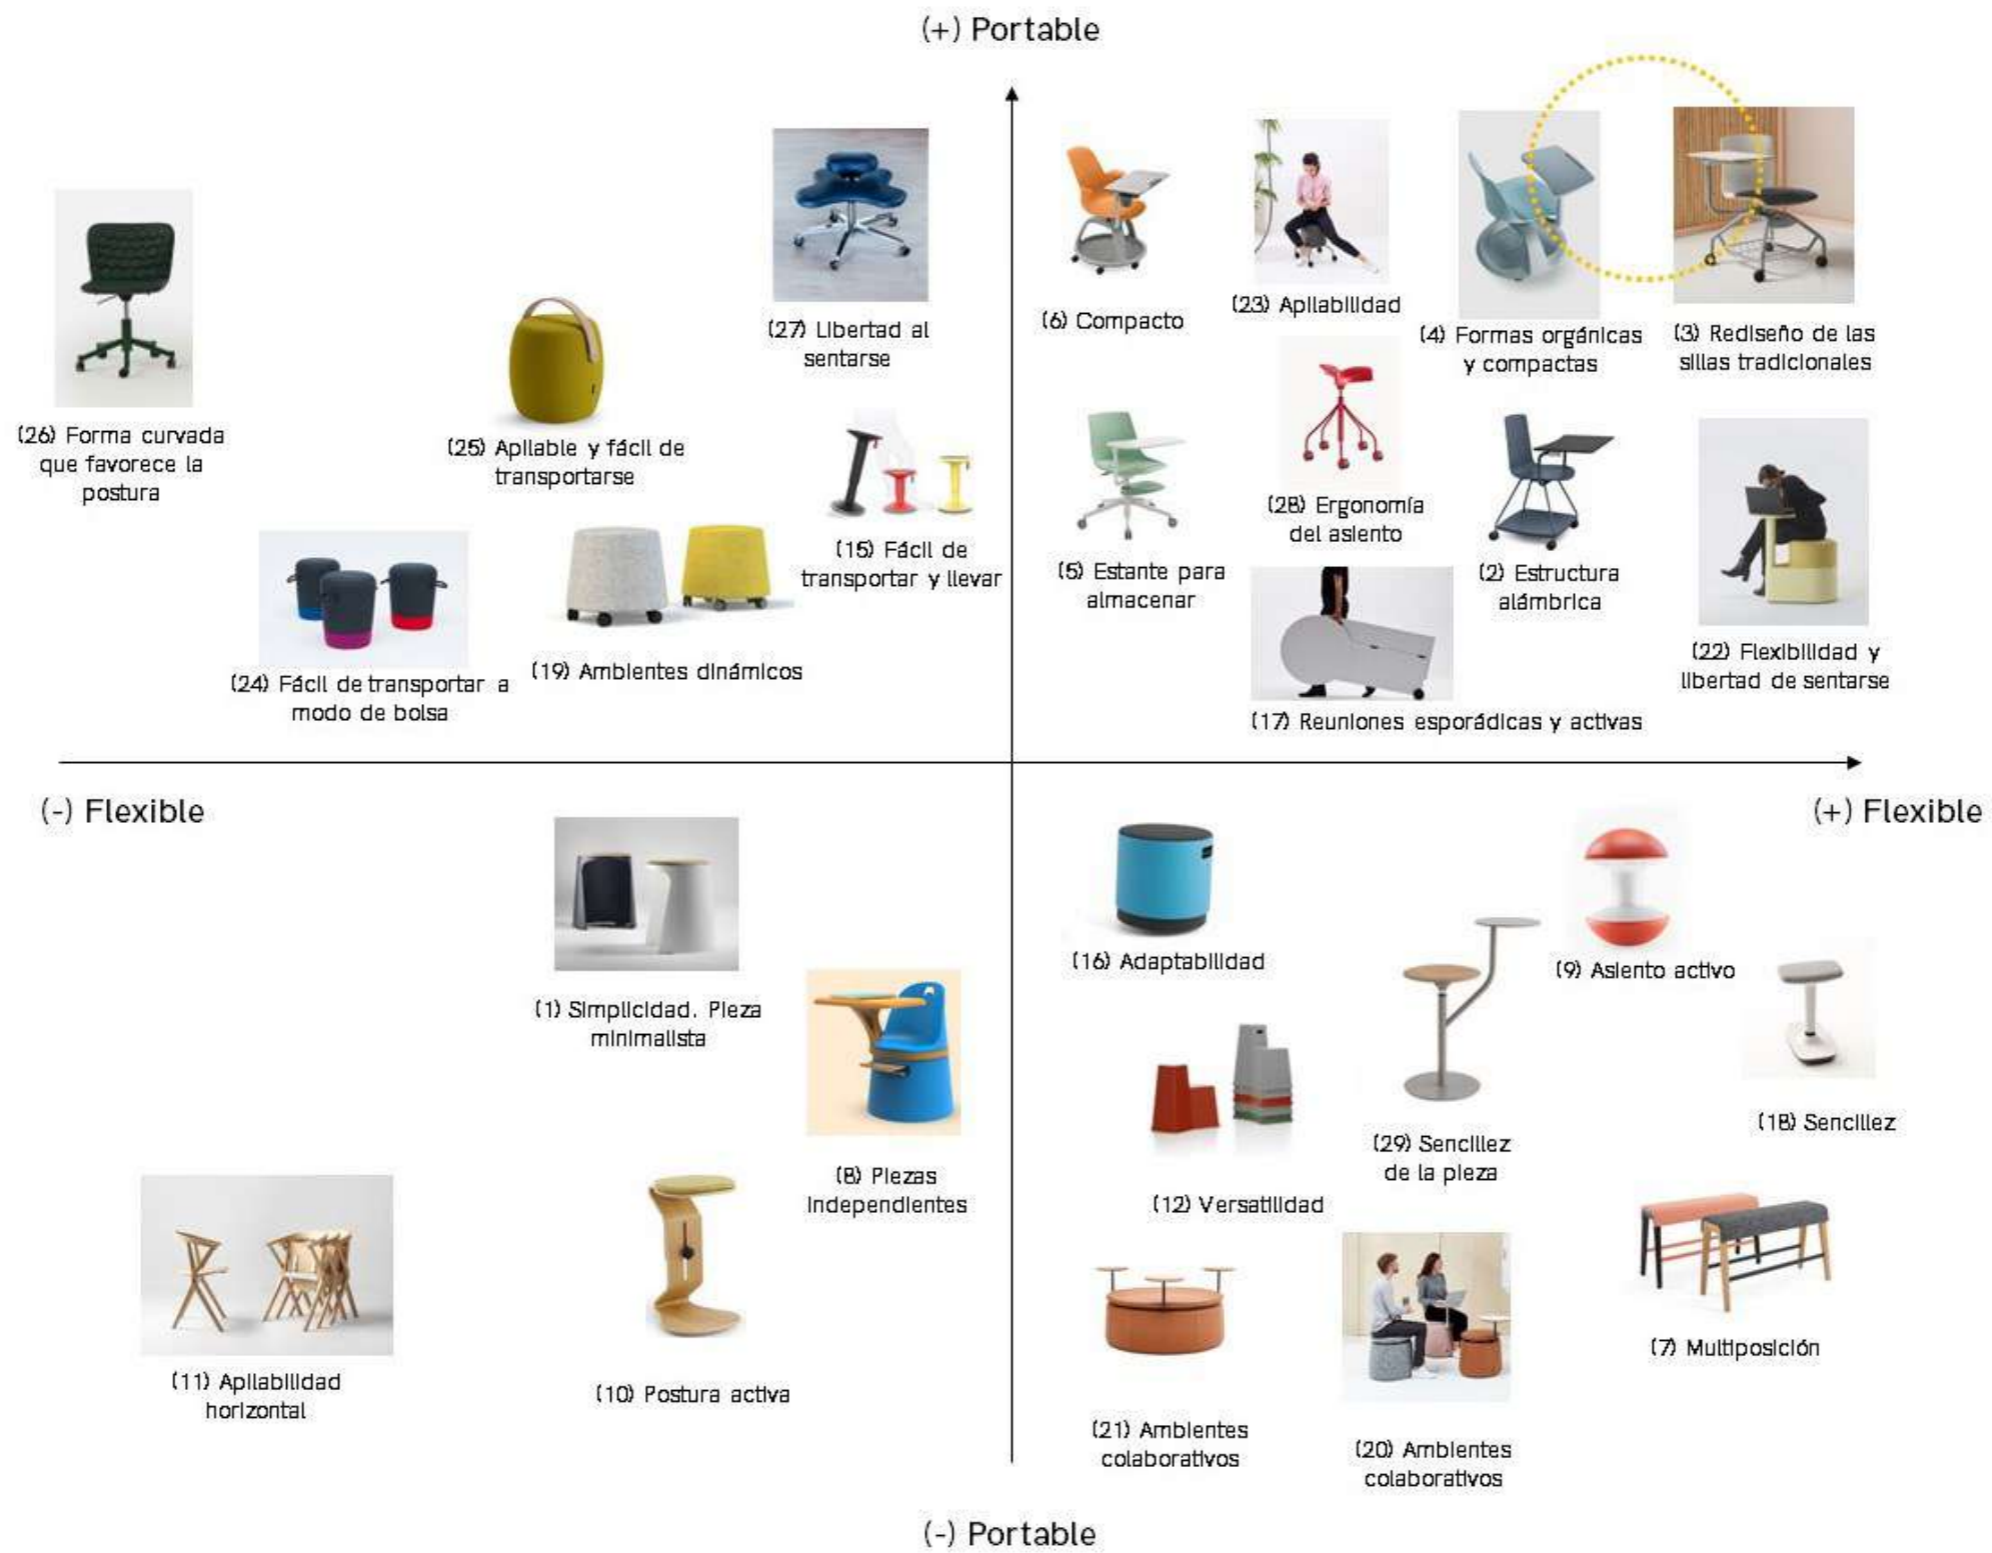 (+) Portable
(27) Libertad al
sentarse
(26) Forma curvada
que favorece la
postura
(25) Apilable y fácil de
transportarse
(15) Fácil de
transportar y llevar
(24) Fácil de transportar a
modo de bolsa
(19) Ambientes dinámicos
(6) Compacto
(23) Apilabilidad
(4) Formas orgánicas
y compactas
(3) Rediseño de las
sillas tradicionales
(28) Ergonomía
del asiento
(5) Estante para
almacenar
(2) Estructura
alámbrica
(22) Flexibilidad y
libertad de sentarse
(17) Reuniones esporádicas y activas
(-) Flexible
(+) Flexible
(1) Simplicidad. Pieza
minimalista
(8) Piezas
independientes
(11) Apilabilidad
horizontal
(10) Postura activa
(16) Adaptabilidad
(9) Asiento activo
(18) Sencillez
(29) Sencillez
de la pieza
(12) Versatilidad
(7) Multiposición
(21) Ambientes
colaborativos
(20) Ambientes
colaborativos
(-) Portable